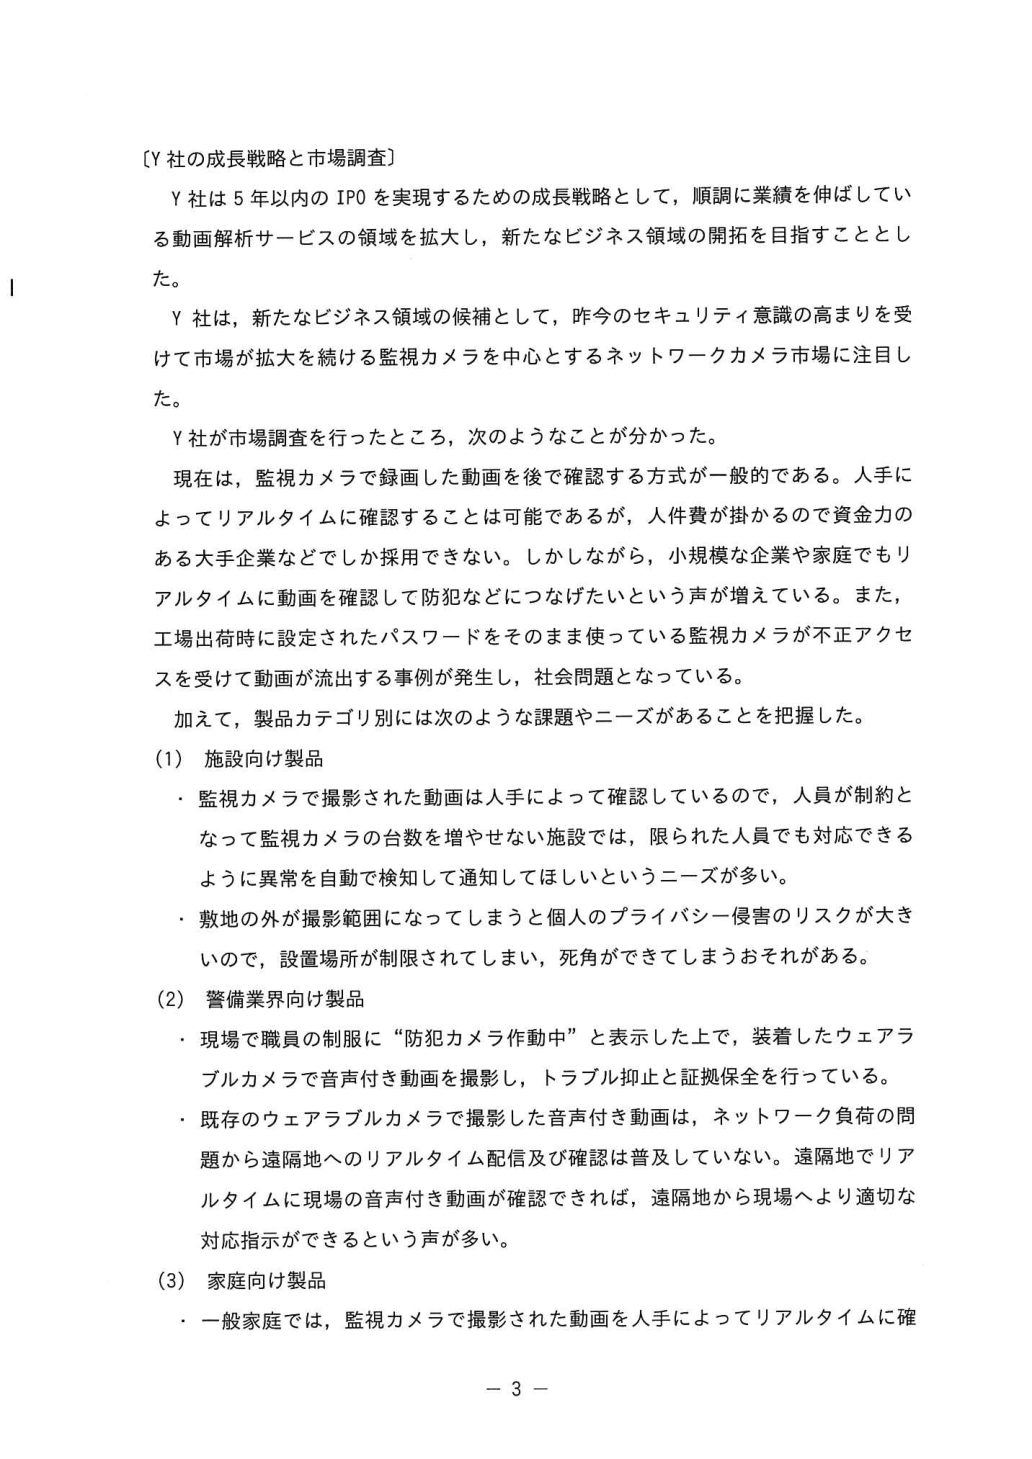 〔Y 社の成長戦略と市場調査〕
Y 社は 5 年以内の IPO を実現するための成長戦略として，順調に業績を伸ばしてい
る動画解析サービスの領域を拡大し，新たなビジネス領域の開拓を目指すこととし
た。
Y 社は，新たなビジネス領域の候補として，昨今のセキュリティ意識の高まりを受
けて市場が拡大を続ける監視カメラを中心とするネットワークカメラ市場に注目し
た。
Y 社が市場調査を行ったところ，次のようなことが分かった。
現在は，監視カメラで録画した動画を後で確認する方式が一般的である。人手に
よってリアルタイムに確認することは可能であるが，人件費が掛かるので資金力の
ある大手企業などでしか採用できない。しかしながら，小規模な企業や家庭でもリ
アルタイムに動画を確認して防犯などにつなげたいという声が増えている。また，
工場出荷時に設定されたパスワードをそのまま使っている監視カメラが不正アクセ
スを受けて動画が流出する事例が発生し，社会問題となっている。
加えて，製品カテゴリ別には次のような課題やニーズがあることを把握した。
(1) 施設向け製品
・ 監視カメラで撮影された動画は人手によって確認しているので，人員が制約と
なって監視カメラの台数を増やせない施設では，限られた人員でも対応できる
ように異常を自動で検知して通知してほしいというニーズが多い。
・ 敷地の外が撮影範囲になってしまうと個人のプライバシー侵害のリスクが大き
いので，設置場所が制限されてしまい，死角ができてしまうおそれがある。
(2) 警備業界向け製品
・ 現場で職員の制服に“防犯カメラ作動中”と表示した上で，装着したウェアラ
ブルカメラで音声付き動画を撮影し，トラブル抑止と証拠保全を行っている。
・ 既存のウェアラブルカメラで撮影した音声付き動画は，ネットワーク負荷の問
題から遠隔地へのリアルタイム配信及び確認は普及していない。遠隔地でリア
ルタイムに現場の音声付き動画が確認できれば，遠隔地から現場へより適切な
対応指示ができるという声が多い。
(3) 家庭向け製品
・ 一般家庭では，監視カメラで撮影された動画を人手によってリアルタイムに確
－ 3 －